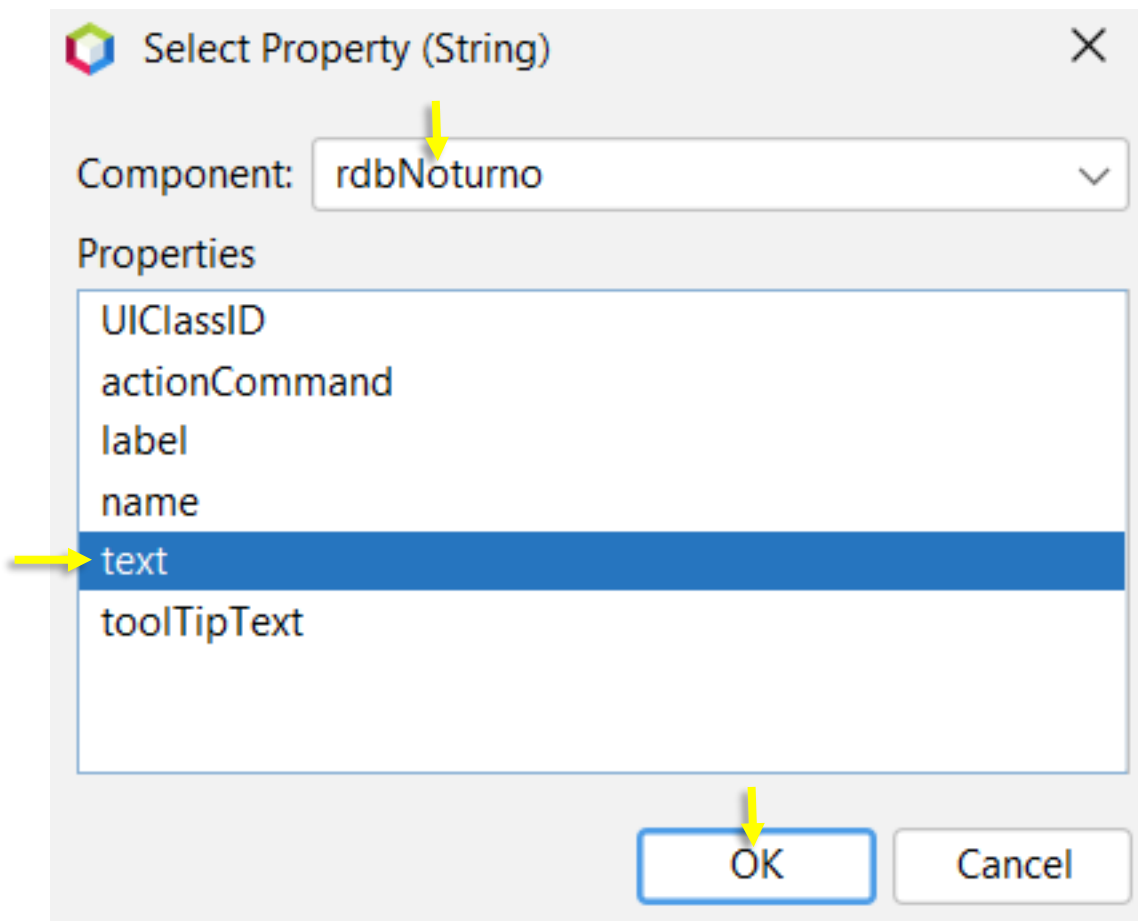 Select Property (String)
Component: rdbNoturno
Properties
UIClassID
actionCommand
label
name
text
toolTipText
OK Cancel